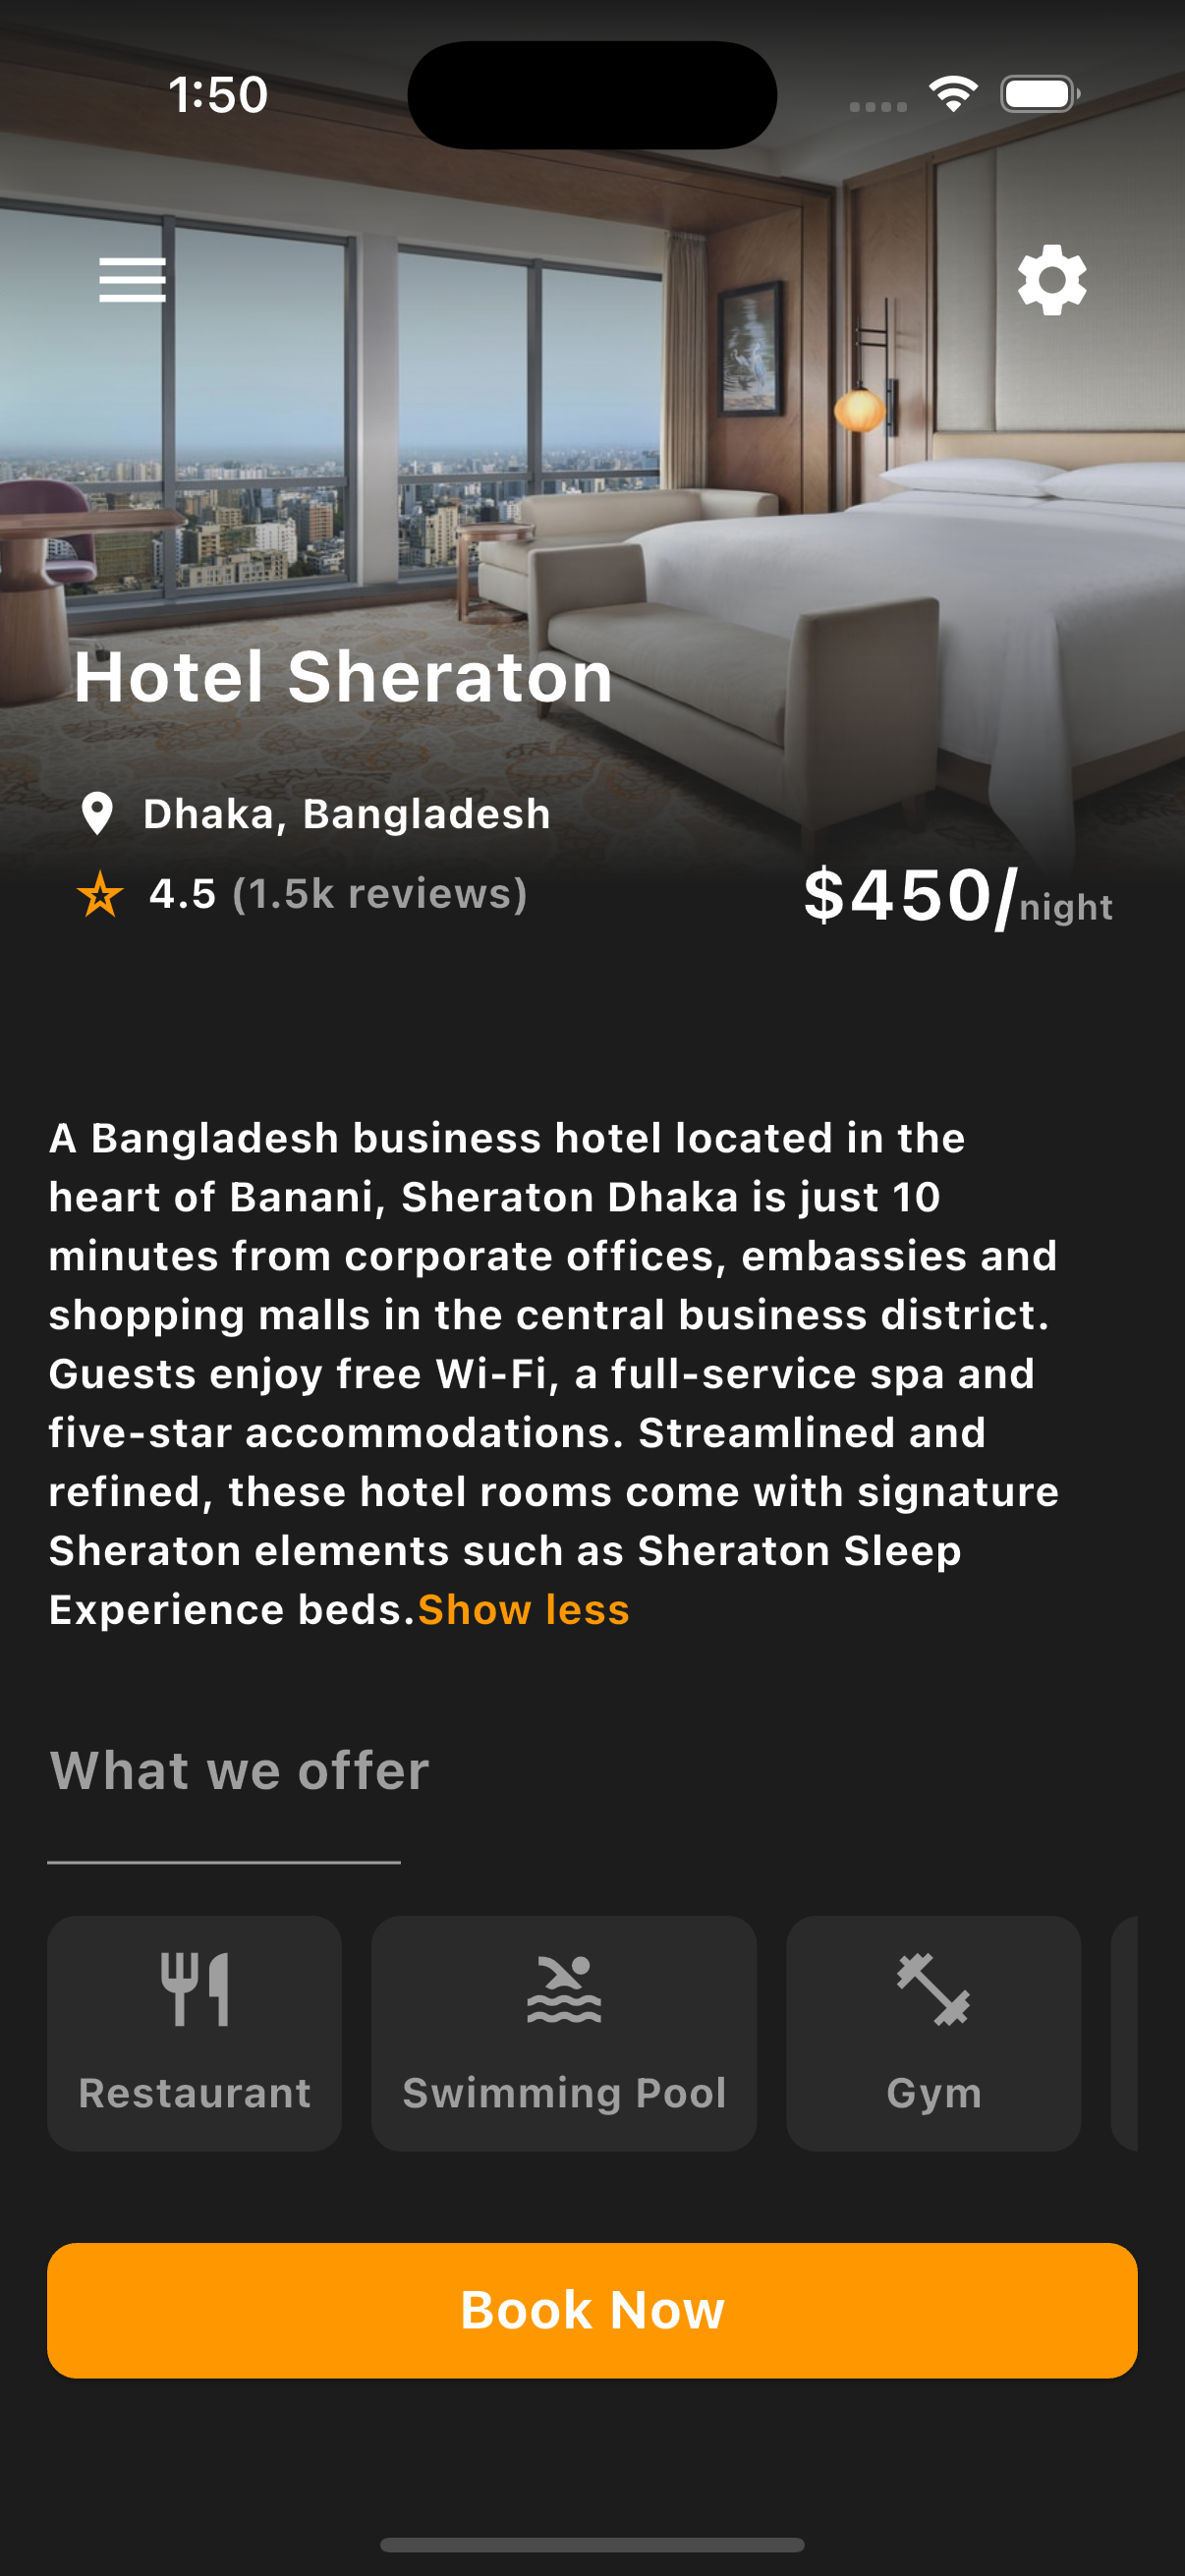 1:50
Hotel Sheraton
Dhaka, Bangladesh
4.5 (1.5k reviews)
$450/night
A Bangladesh business hotel located in the
heart of Banani, Sheraton Dhaka is just 10
minutes from corporate offices, embassies and
shopping malls in the central business district.
Guests enjoy free Wi-Fi, a full-service spa and
five-star accommodations. Streamlined and
refined, these hotel rooms come with signature
Sheraton elements such as Sheraton Sleep
Experience beds.Show less
What we offer
Restaurant
Swimming Pool
Gym
Book Now